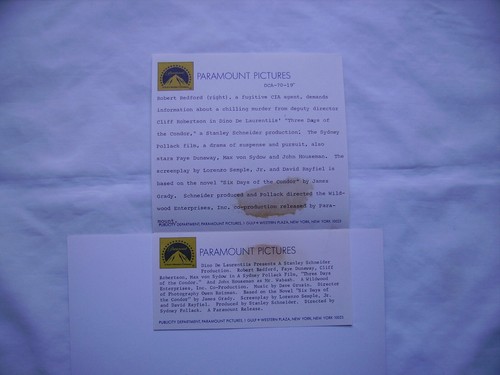 PARAMOUNT PICTURES
Robert Redford (right), a fugitive CIA agent, demands
information about a chilling murder from deputy director
Cliff Robertson in Dino De Laurentiis' "Three Days of
the Condor," a Stanley Schneider production. The Sydney
Pollack film, a drama of suspense and pursuit, also
stars Faye Dunaway, Max von Sydow and John Houseman. The
screenplay by Lorenzo Semple, Jr. and David Rayfiel is
based on the novel "Six Days of the Condor" by James
Grady. Schneider produced and Pollack directed the Wild-
wood Enterprises, Inc. Co-production released by Para-
PUBLICITY DEPARTMENT, PARAMOUNT PICTURES, 1 GULF+WESTERN PLAZA, NEW YORK, NEW YORK 10023
PARAMOUNT PICTURES
Dino De Laurentiis Presents A Stanley Schneider
Production. Robert Redford, Faye Dunaway, Cliff
Robertson, Max von Sydow in A Sydney Pollack Film, "Three Days
of the Condor." And John Houseman as Mr. Wabash. A Wildwood
Enterprises, Inc. Co-Production. Music by Dave Grusin. Director
of Photography Owen Roizman. Based on the Novel "Six Days of
the Condor" by James Grady. Screenplay by Lorenzo Semple, Jr.
and David Rayfiel. Produced by Stanley Schneider. Directed by
Sydney Pollack. A Paramount Release.
PUBLICITY DEPARTMENT, PARAMOUNT PICTURES, 1 GULF+WESTERN PLAZA, NEW YORK, NEW YORK 10023